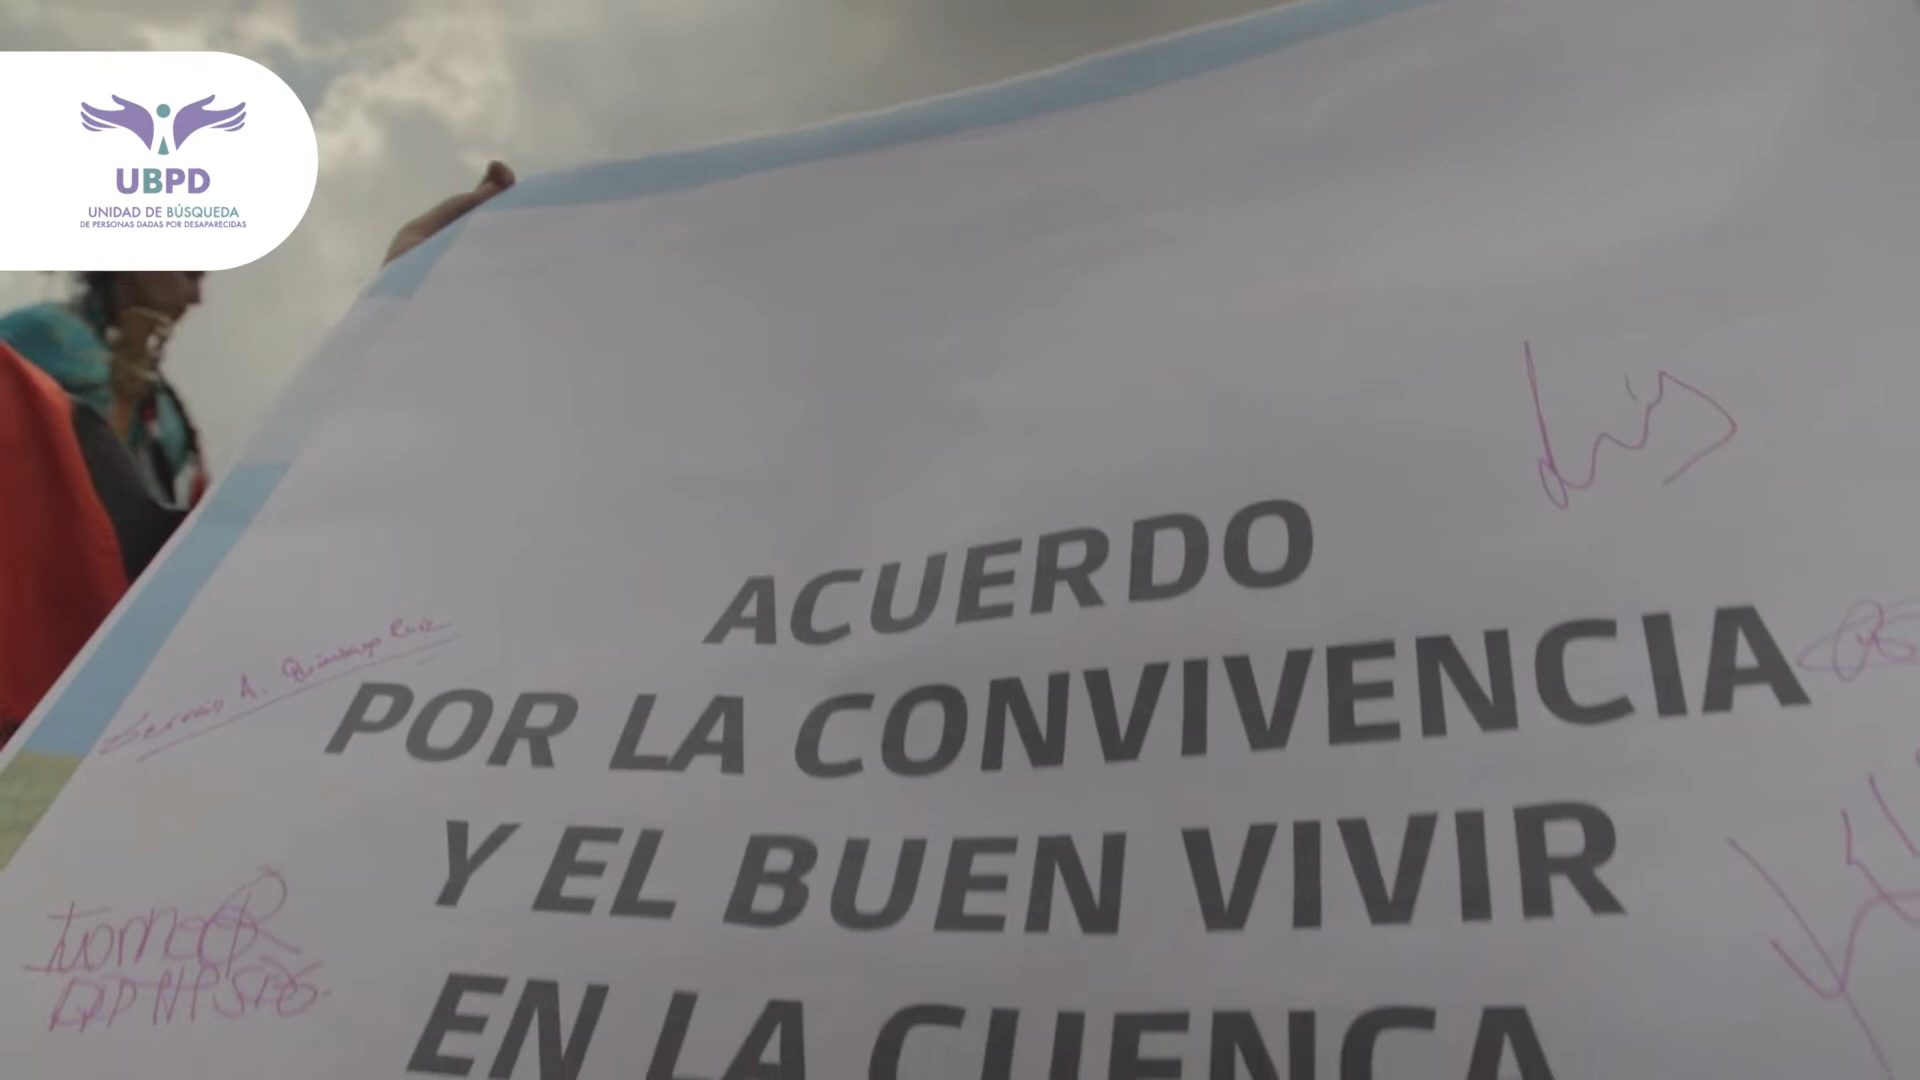 UBPD
UNIDAD DE BÚSQUEDA
DE PERSONAS DADAS POR DESAPARECIDAS
Luis
ACUERDO
POR LA CONVIVENCIA
Y EL BUEN VIVIR
EN LA CUENCA